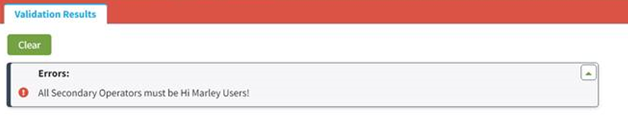 Validation Results
Clear
Errors:
All Secondary Operators must be Hi Marley Users!